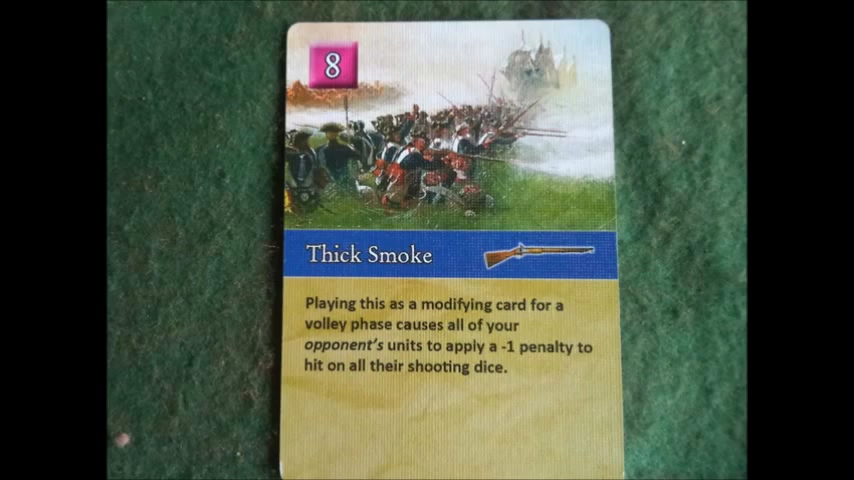 8
Thick Smoke
Playing this as a modifying card for a
volley phase causes all of your
opponent's units to apply a -1 penalty to
hit on all their shooting dice.